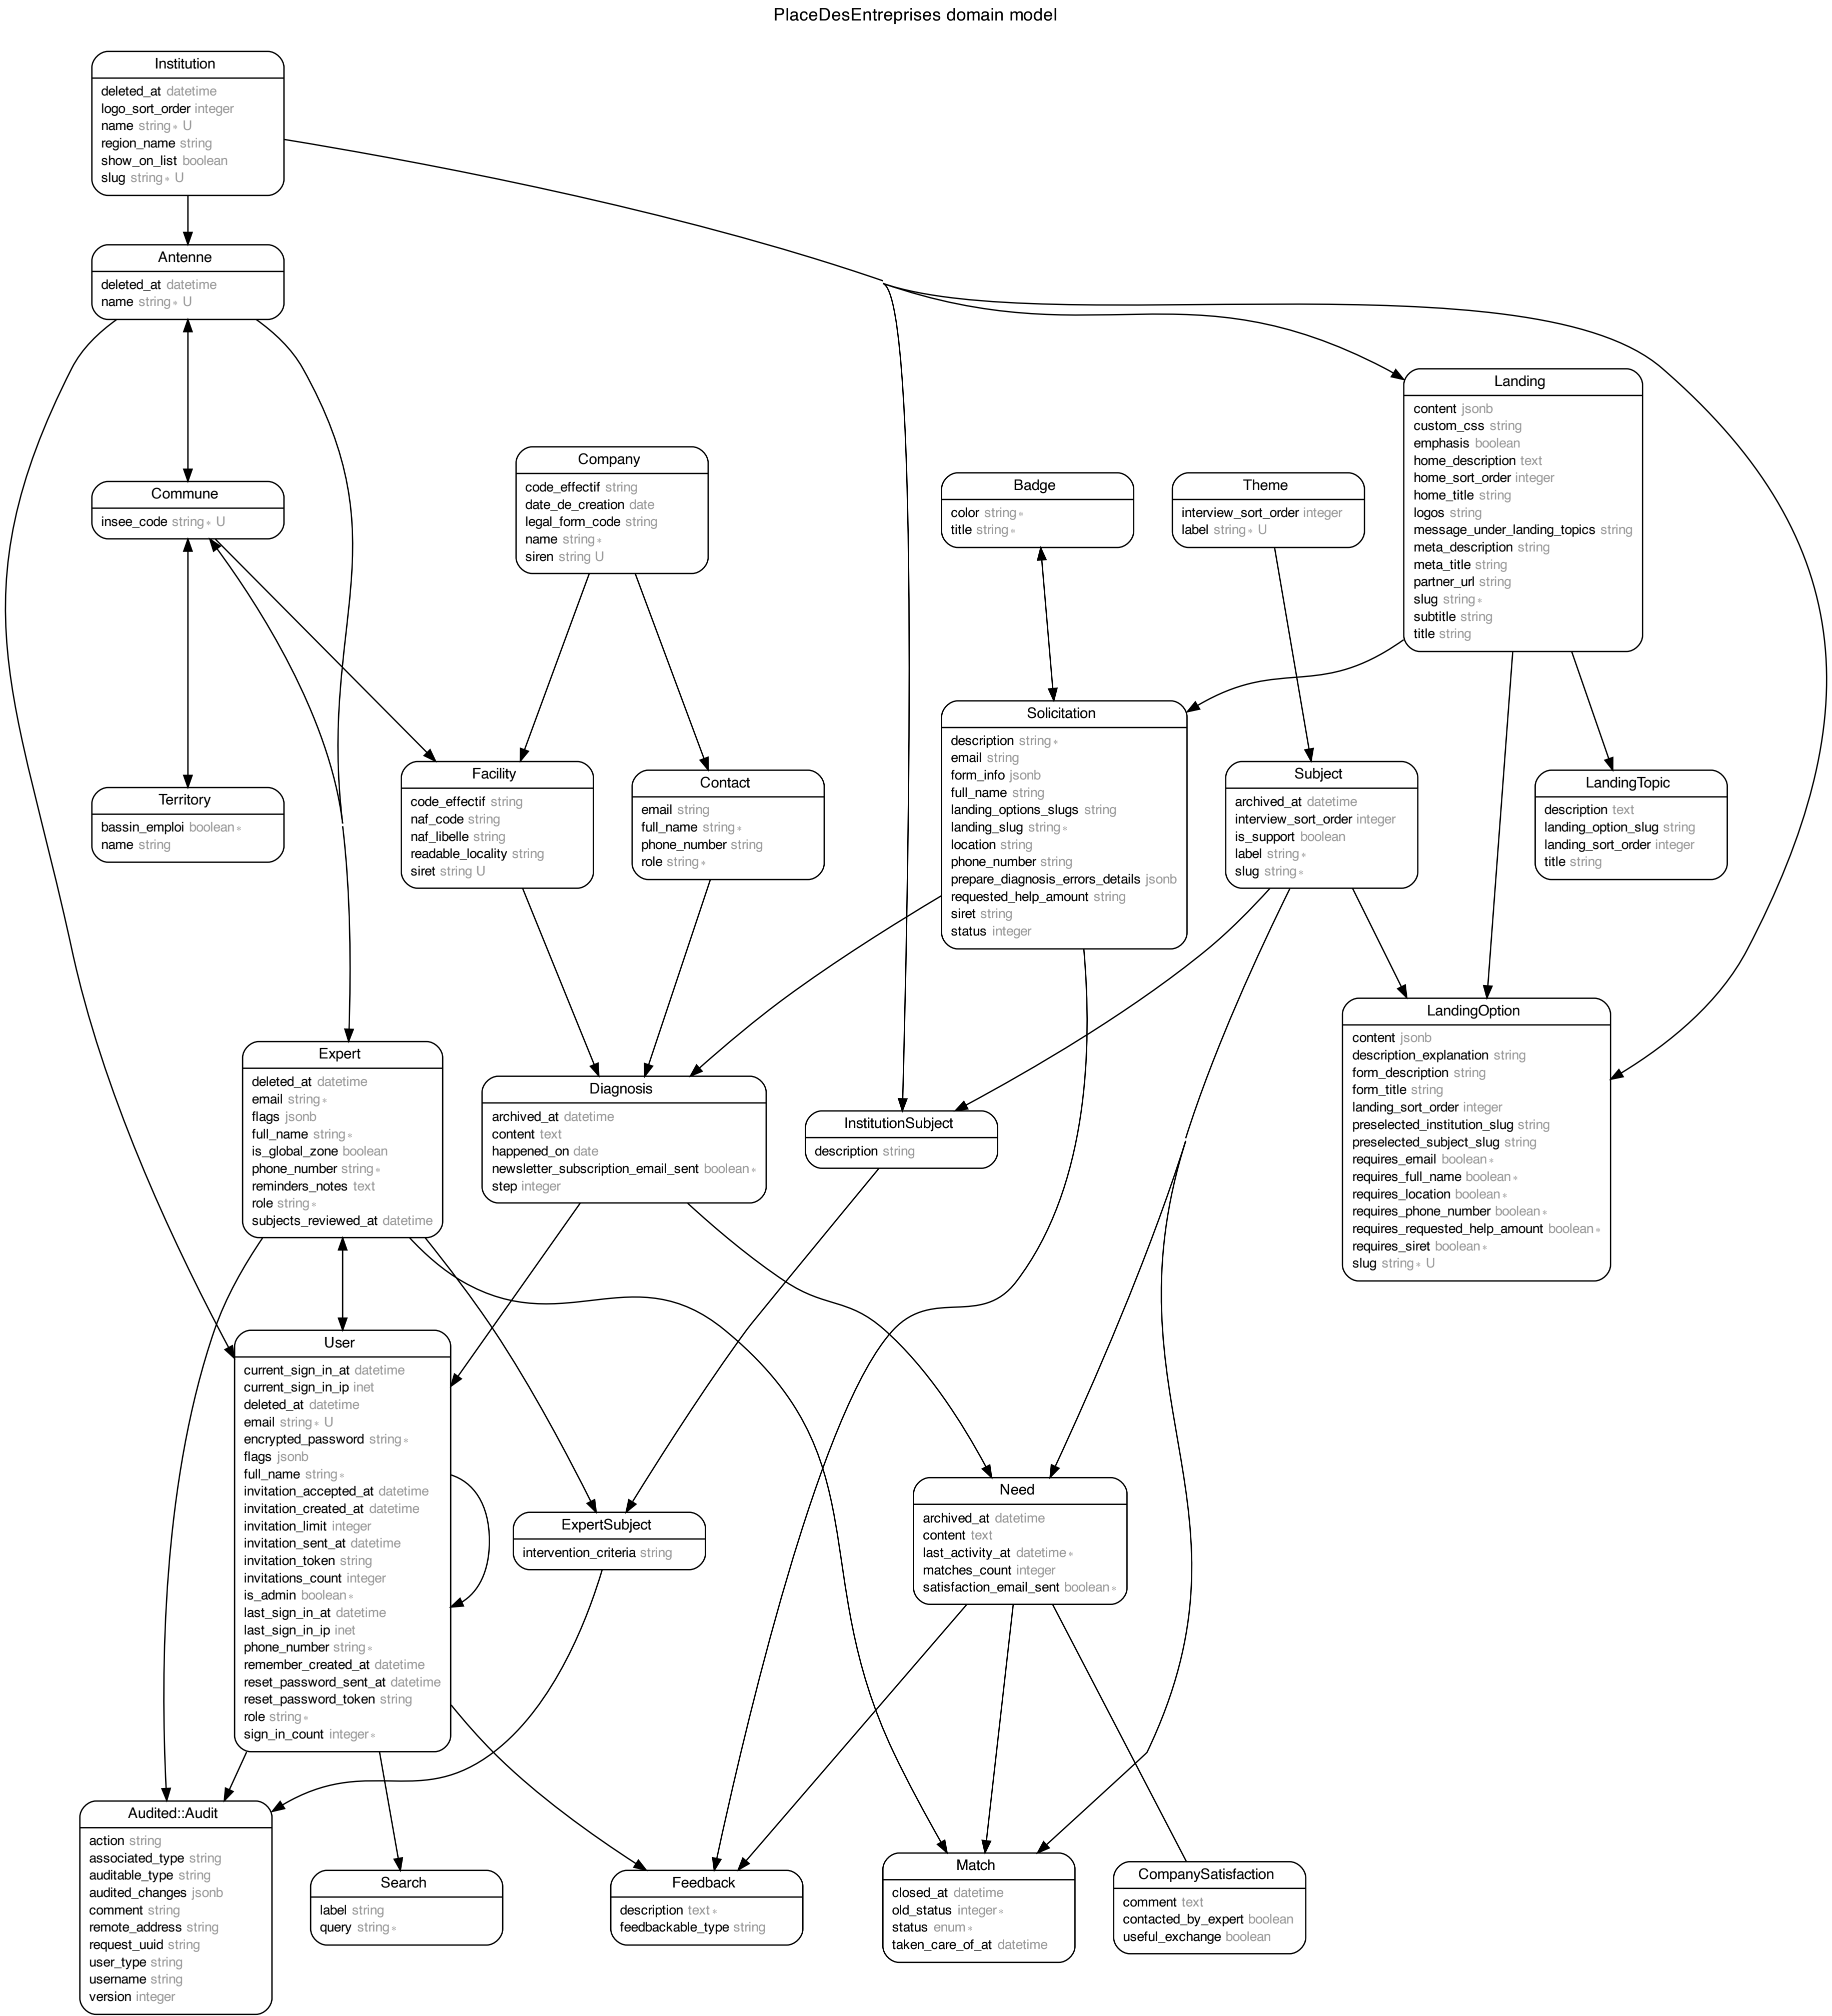 PlaceDesEntreprises domain model
Institution
deleted_at datetime
logo_sort_order integer
name string∗ U
region_name string
show_on_list boolean
slug string∗ U
Antenne
deleted_at datetime
name string∗ U
Landing
content jsonb
custom_css string
emphasis boolean
home_description text
home_sort_order integer
home_title string
logos string
message_under_landing_topics string
meta_description string
meta_title string
partner_url string
slug string∗
subtitle string
title string
Company
code_effectif string
date_de_creation date
legal_form_code string
name string∗
siren string U
Badge
color string∗
title string∗
Theme
interview_sort_order integer
label string∗ U
Commune
insee_code string∗ U
Solicitation
description string∗
email string
form_info jsonb
full_name string
landing_options_slugs string
landing_slug string∗
location string
phone_number string
prepare_diagnosis_errors_details jsonb
requested_help_amount string
siret string
status integer
Facility
code_effectif string
naf_code string
naf_libelle string
readable_locality string
siret string U
Contact
email string
full_name string∗
phone_number string
role string∗
Subject
archived_at datetime
interview_sort_order integer
is_support boolean
label string∗
slug string∗
LandingTopic
description text
landing_option_slug string
landing_sort_order integer
title string
Territory
bassin_emploi boolean∗
name string
LandingOption
content jsonb
description_explanation string
form_description string
form_title string
landing_sort_order integer
preselected_institution_slug string
preselected_subject_slug string
requires_email boolean∗
requires_full_name boolean∗
requires_location boolean∗
requires_phone_number boolean∗
requires_requested_help_amount boolean∗
requires_siret boolean∗
slug string∗ U
Expert
deleted_at datetime
email string∗
flags jsonb
full_name string∗
is_global_zone boolean
phone_number string∗
reminders_notes text
role string∗
subjects_reviewed_at datetime
Diagnosis
archived_at datetime
content text
happened_on date
newsletter_subscription_email_sent boolean∗
step integer
InstitutionSubject
description string
User
current_sign_in_at datetime
current_sign_in_ip inet
deleted_at datetime
email string∗ U
encrypted_password string∗
flags jsonb
full_name string∗
invitation_accepted_at datetime
invitation_created_at datetime
invitation_limit integer
invitation_sent_at datetime
invitation_token string
invitations_count integer
is_admin boolean∗
last_sign_in_at datetime
last_sign_in_ip inet
phone_number string∗
remember_created_at datetime
reset_password_sent_at datetime
reset_password_token string
role string∗
sign_in_count integer∗
ExpertSubject
intervention_criteria string
Need
archived_at datetime
content text
last_activity_at datetime∗
matches_count integer
satisfaction_email_sent boolean∗
Audited::Audit
action string
associated_type string
auditable_type string
audited_changes jsonb
comment string
remote_address string
request_uuid string
user_type string
username string
version integer
Search
label string
query string∗
Feedback
description text∗
feedbackable_type string
Match
closed_at datetime
old_status integer∗
status enum∗
taken_care_of_at datetime
CompanySatisfaction
comment text
contacted_by_expert boolean
useful_exchange boolean